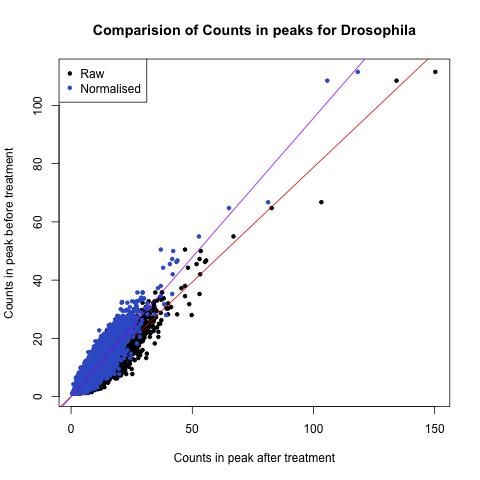 Comparision of Counts in peaks for Drosophila
Raw
Normalised
Counts in peak before treatment
100
80
60
40
20
0
0 50 100 150
Counts in peak after treatment